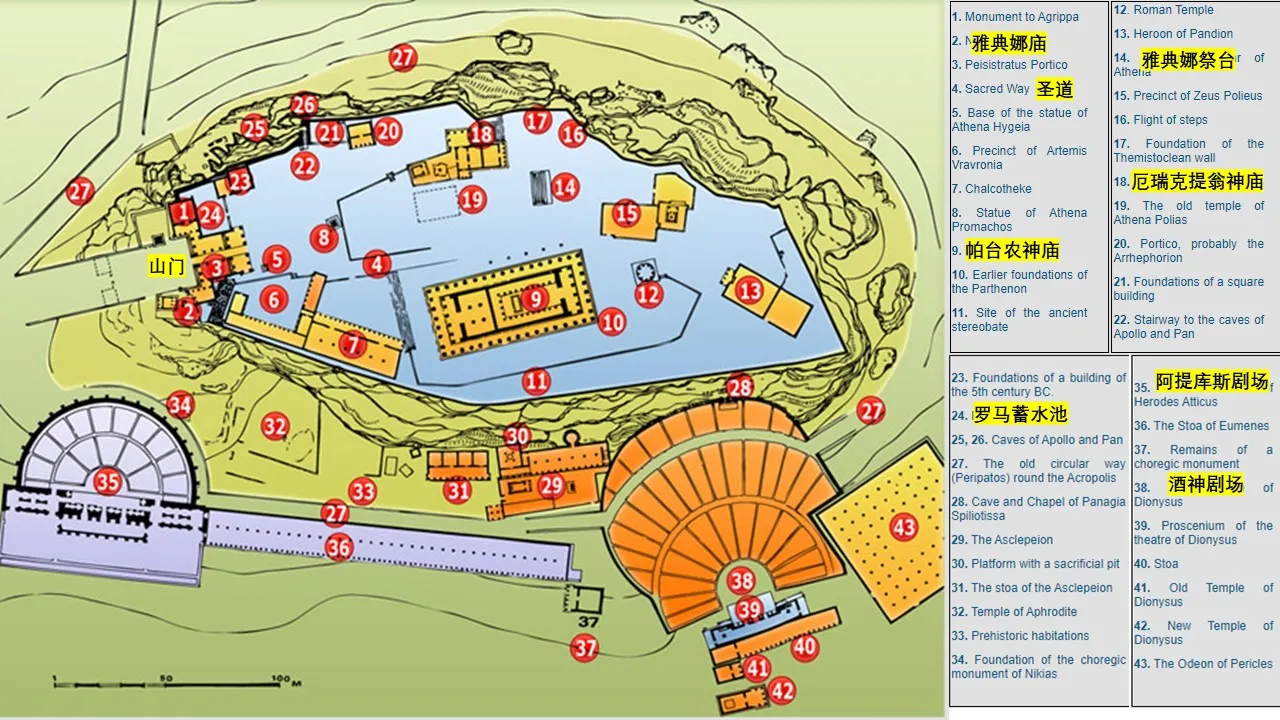 27
26
25
21
20
18
17
16
22
27
23
14
19
1
24
15
8
山门
5
4
3
12
13
6
9
2
10
7
11
28
34
27
32
30
35
29
31
33
27
43
36
38
39
37
37
40
41
42
1 50 100 M
1. Monument to Agrippa
2. 雅典娜庙
3. Peisistratus Portico
4. Sacred Way 圣道
5. Base of the statue of
Athena Hygeia
6. Precinct of Artemis
Vravronia
7. Chalcotheke
8. Statue of Athena
Promachos
9. 帕台农神庙
10. Earlier foundations of
the Parthenon
11. Site of the ancient
stereobate
12. Roman Temple
13. Heroon of Pandion
14. 雅典娜祭台 of
Athena
15. Precinct of Zeus Polieus
16. Flight of steps
17. Foundation of the
Themistoclean wall
18. 厄瑞克提翁神庙
19. The old temple of
Athena Polias
20. Portico, probably the
Arrhephorion
21. Foundations of a square
building
22. Stairway to the caves of
Apollo and Pan
23. Foundations of a building of
the 5th century BC.
24. 罗马蓄水池
25, 26. Caves of Apollo and Pan
27. The old circular way
(Peripatos) round the Acropolis
28. Cave and Chapel of Panagia
Spiliotissa
29. The Asclepeion
30. Platform with a sacrificial pit
31. The stoa of the Asclepeion
32. Temple of Aphrodite
33. Prehistoric habitations
34. Foundation of the choregic
monument of Nikias
35. 阿提库斯剧场
Herodes Atticus
36. The Stoa of Eumenes
37. Remains of a
choregic monument
38. 酒神剧场 of
Dionysus
39. Proscenium of the
theatre of Dionysus
40. Stoa
41. Old Temple of
Dionysus
42. New Temple of
Dionysus
43. The Odeon of Pericles